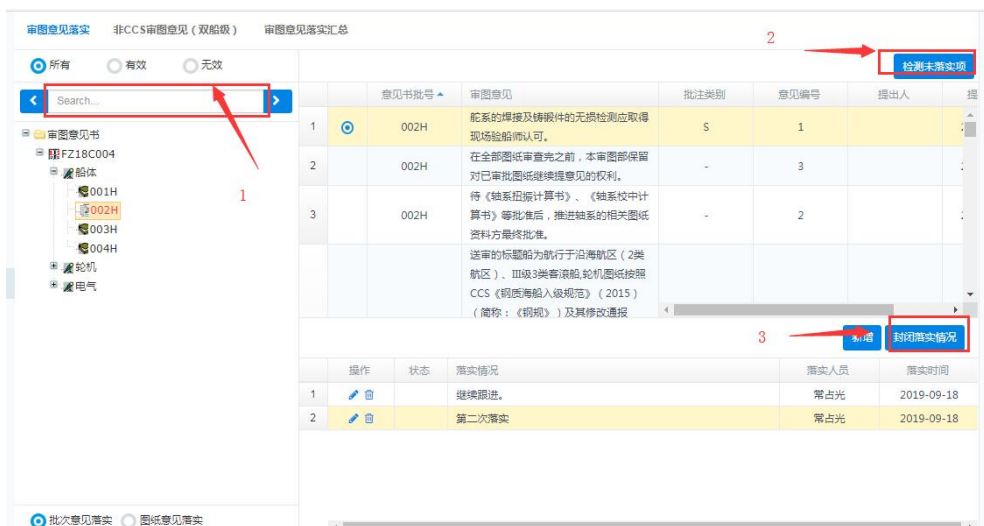 审图意见落实 非CCS审图意见（双船级） 审图意见落实汇总
2
所有 有效 无效
检测未落实项
Search...
意见书批号 审图意见 批注类别 意见编号 提出人 提
审图意见书
FZ18C004
船体
001H
002H
003H
004H
轮机
电气
1
1 002H 舵系的焊接及铸锻件的无损检测应取得
现场验船师认可。 S 1
2 002H 在全部图纸审查完之前，本审图部保留
对已审批图纸继续提意见的权利。 - 3
3 002H 待《轴系扭振计算书》、《轴系校中计
算书》等批准后，推进轴系的相关图纸
资料方最终批准。 - 2
送审的标题船为航行于沿海航区（2类
航区）、III级3类客滚船,轮机图纸按照
CCS《钢质海船入级规范》（2015）
（简称：《钢规》）及其修改通报
3 新增 封闭落实情况
操作 状态 落实情况 落实人员 落实时间
1 继续跟进。 常占光 2019-09-18
2 第二次落实 常占光 2019-09-18
批次意见落实 图纸意见落实